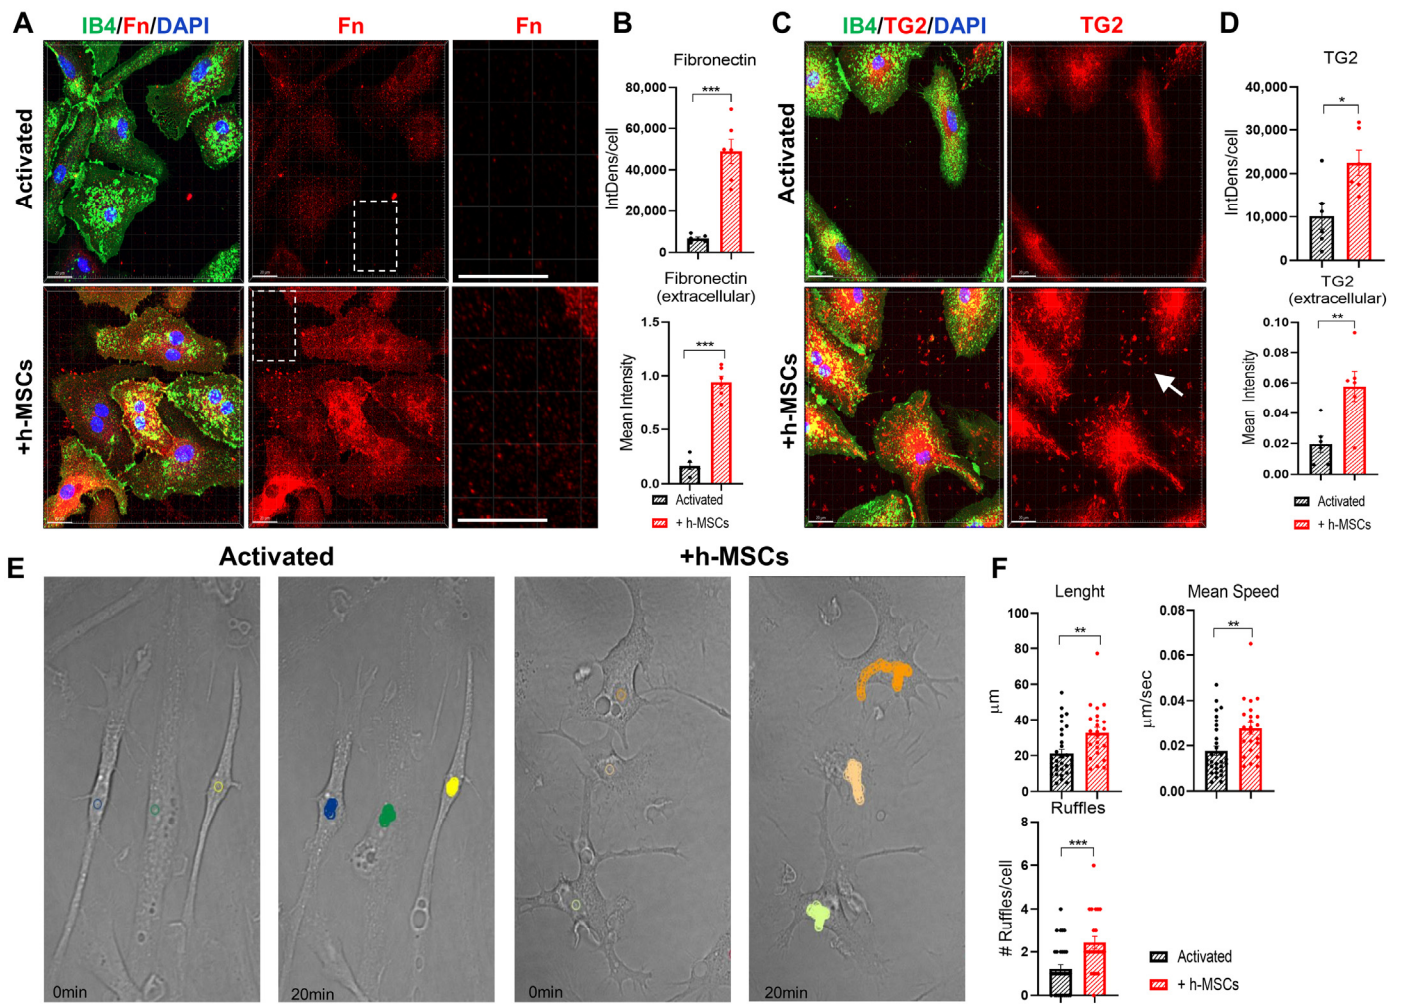 A
IB4/Fn/DAPI
Fn
Fn
Activated
+h-MSCs
B
Fibronectin
80,000
60,000
40,000
20,000
0
IntDens/cell
***
Fibronectin
(extracellular)
1.5
1.0
0.5
0.0
Mean Intensity
***
Activated
+ h-MSCs
C
IB4/TG2/DAPI
TG2
Activated
+h-MSCs
D
TG2
40,000
30,000
20,000
10,000
0
IntDens/cell
*
TG2
(extracellular)
0.10
0.08
0.06
0.04
0.02
0.00
Mean Intensity
**
Activated
+ h-MSCs
E
Activated
+h-MSCs
0min
20min
0min
20min
F
Lenght
100
80
60
40
20
0
µm
**
Mean Speed
0.08
0.06
0.04
0.02
0.00
µm/sec
**
Ruffles
8
6
4
2
0
# Ruffles/cell
***
Activated
+ h-MSCs